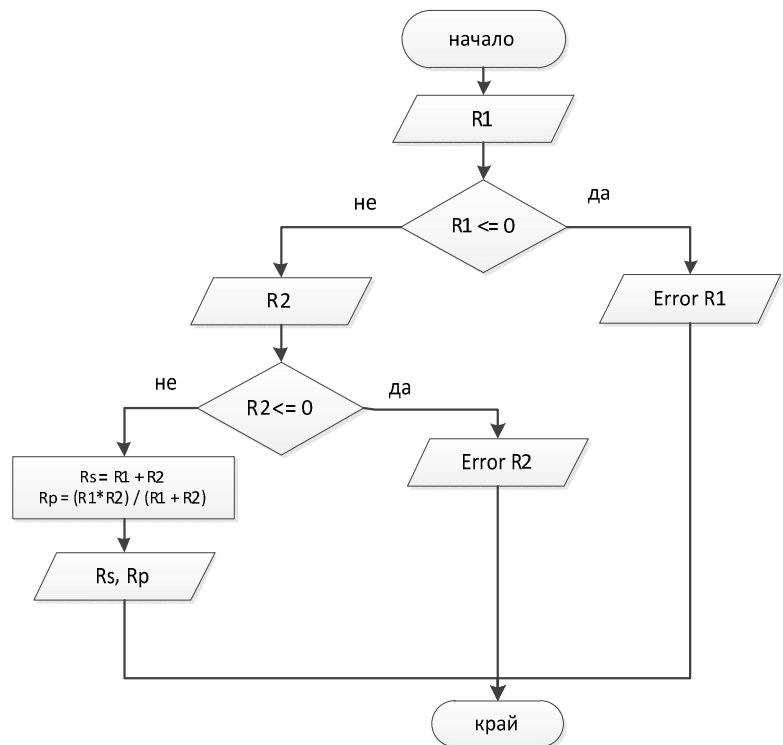 начало
R1
R1 <= 0
не
да
R2
Error R1
R2<= 0
не
да
Rs = R1 + R2
Rp = (R1*R2) / (R1 + R2)
Error R2
Rs, Rp
край